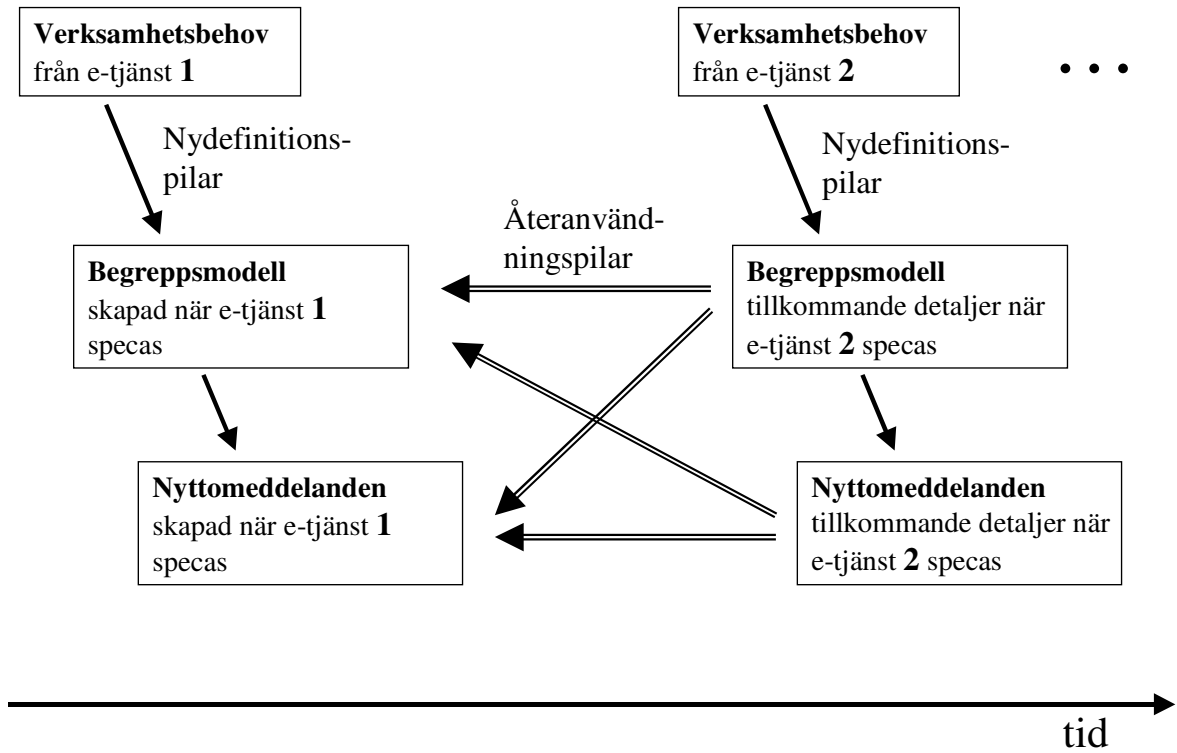 Verksamhetsbehov
från e-tjänst 1
Verksamhetsbehov
från e-tjänst 2
• • •
Nydefinitions-
pilar
Nydefinitions-
pilar
Återanvänd-
ningspilar
Begreppsmodell
skapad när e-tjänst 1
specas
Begreppsmodell
tillkommande detaljer när
e-tjänst 2 specas
Nyttomeddelanden
skapad när e-tjänst 1
specas
Nyttomeddelanden
tillkommande detaljer när
e-tjänst 2 specas
tid